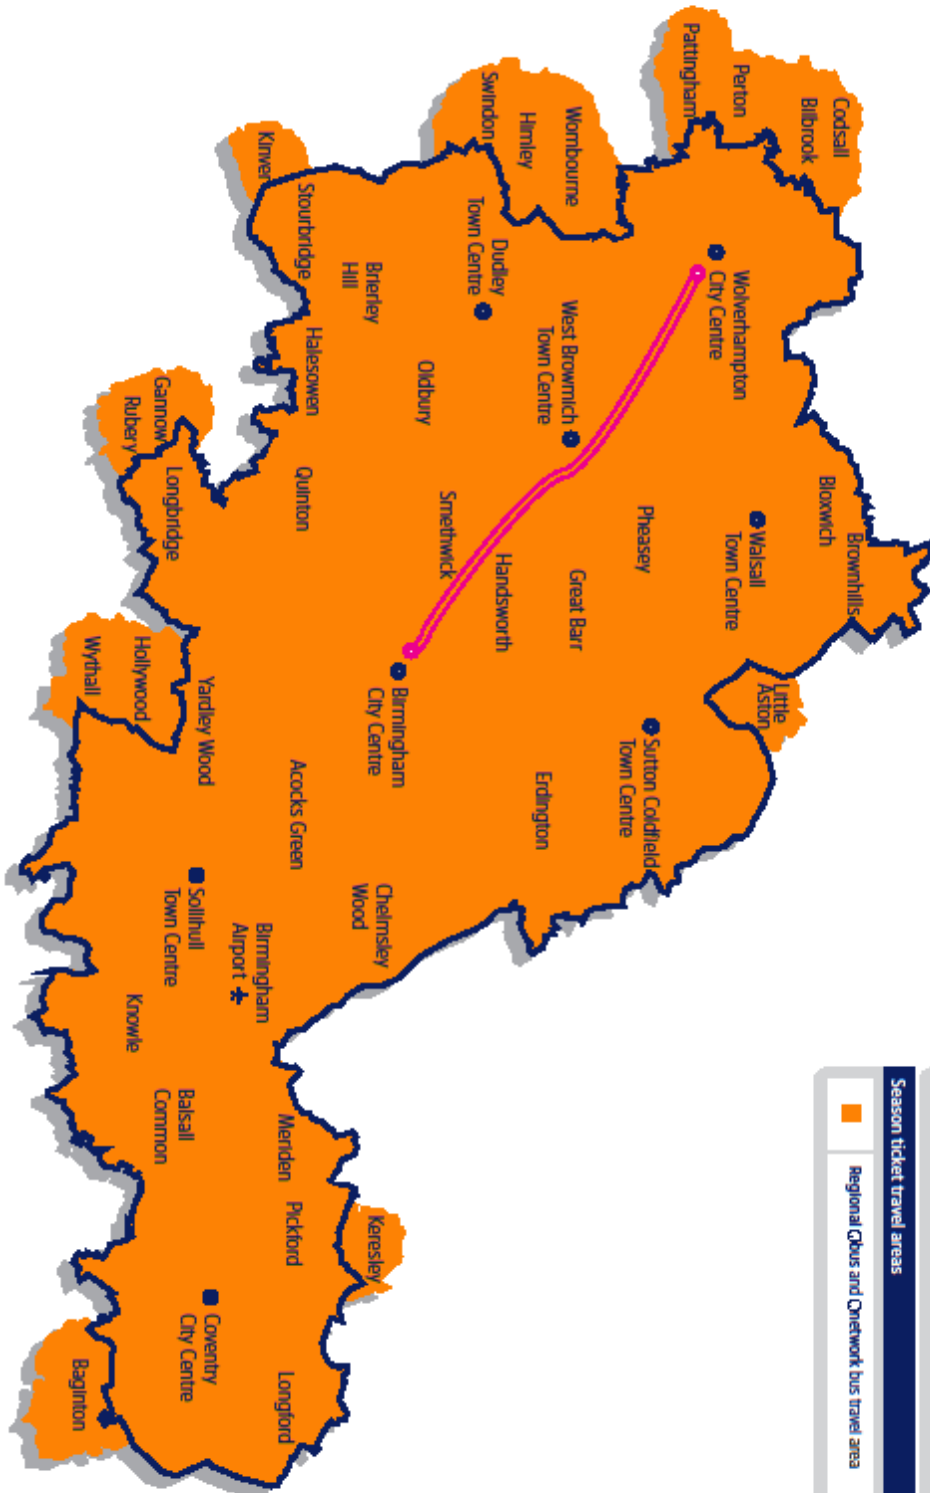 Season ticket travel areas
Regional nbus and nnetwork bus travel area
Codsall
Bilbrook
Perton
Pattingham
Wombourne
Himley
Swindon
Kinver
Wolverhampton
City Centre
Dudley
Town Centre
Stourbridge
Brierley
Hill
West Bromwich
Town Centre
Halesowen
Oldbury
Bloxwich
Brownhills
Walsall
Town Centre
Pheasey
Great Barr
Handsworth
Smethwick
Quinton
Gannow
Rubery
Longbridge
Little
Aston
Sutton Coldfield
Town Centre
Erdington
Birmingham
City Centre
Hollywood
Wythall
Yardley Wood
Acocks Green
Chelmsley
Wood
Solihull
Town Centre
Birmingham
Airport
Knowle
Balsall
Common
Meriden
Pickford
Keresley
Coventry
City Centre
Longford
Baginton